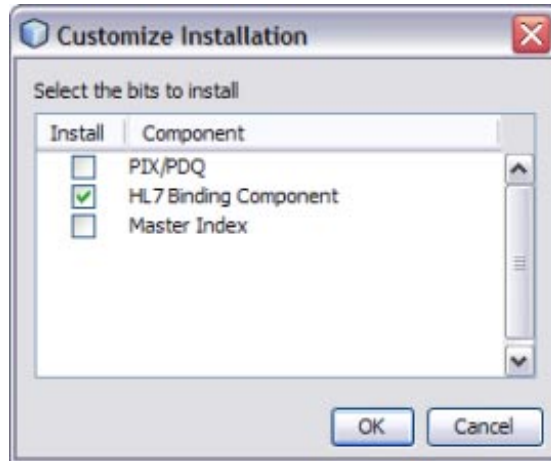 Customize Installation
Select the bits to install
Install Component
PIX/PDQ
HL7 Binding Component
Master Index
OK Cancel